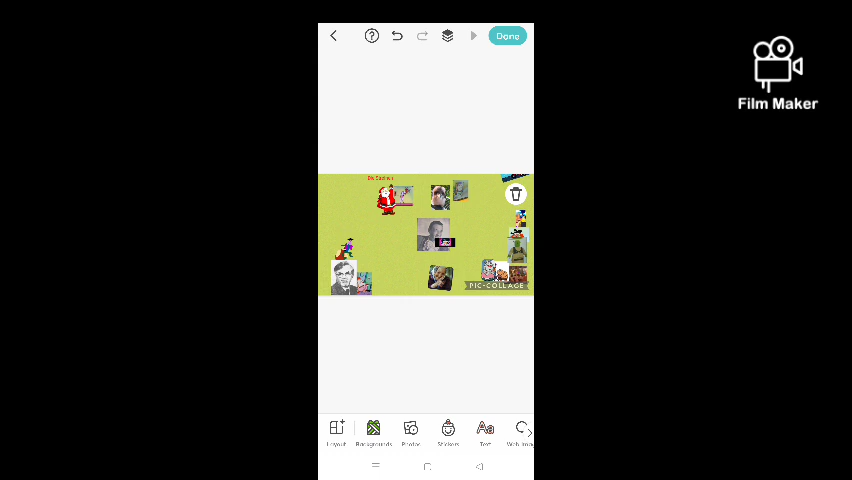 Done
Film Maker
PIC-COLLAGE
Layout
Backgrounds
Photos
Stickers
Text